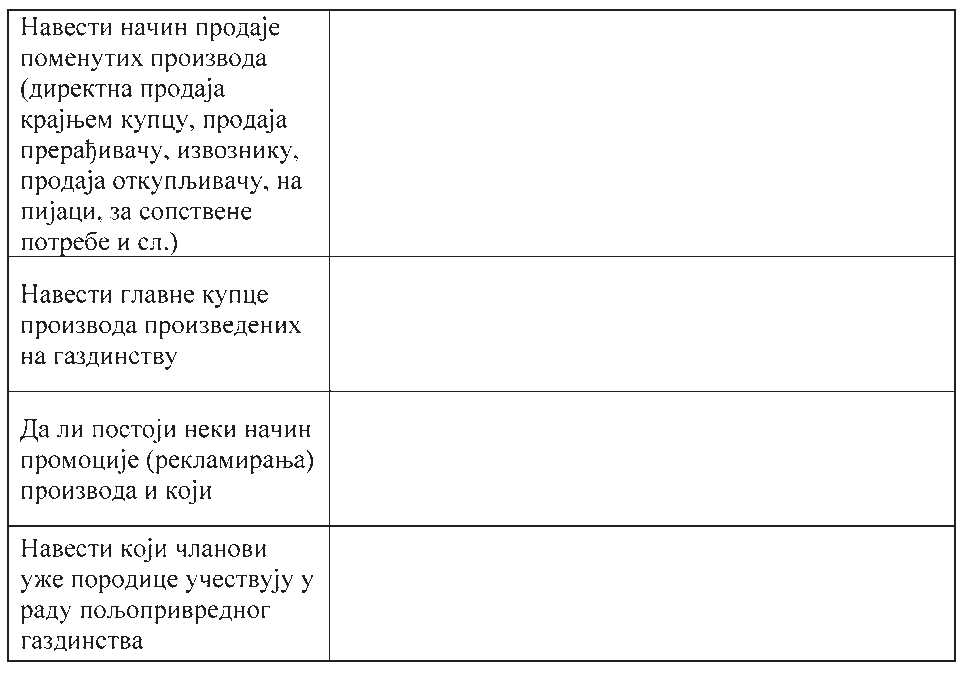 Навести начин продаје
поменутих производа
(директна продаја
крајњем купцу, продаја
прерађивачу, извознику,
продаја откупљивачу, на
пијаци, за сопствене
потребе и сл.)
Навести главне купце
производа произведених
на газдинству
Да ли постоји неки начин
промоције (рекламирања)
производа и који
Навести који чланови
уже породице учествују у
раду пољопривредног
газдинства